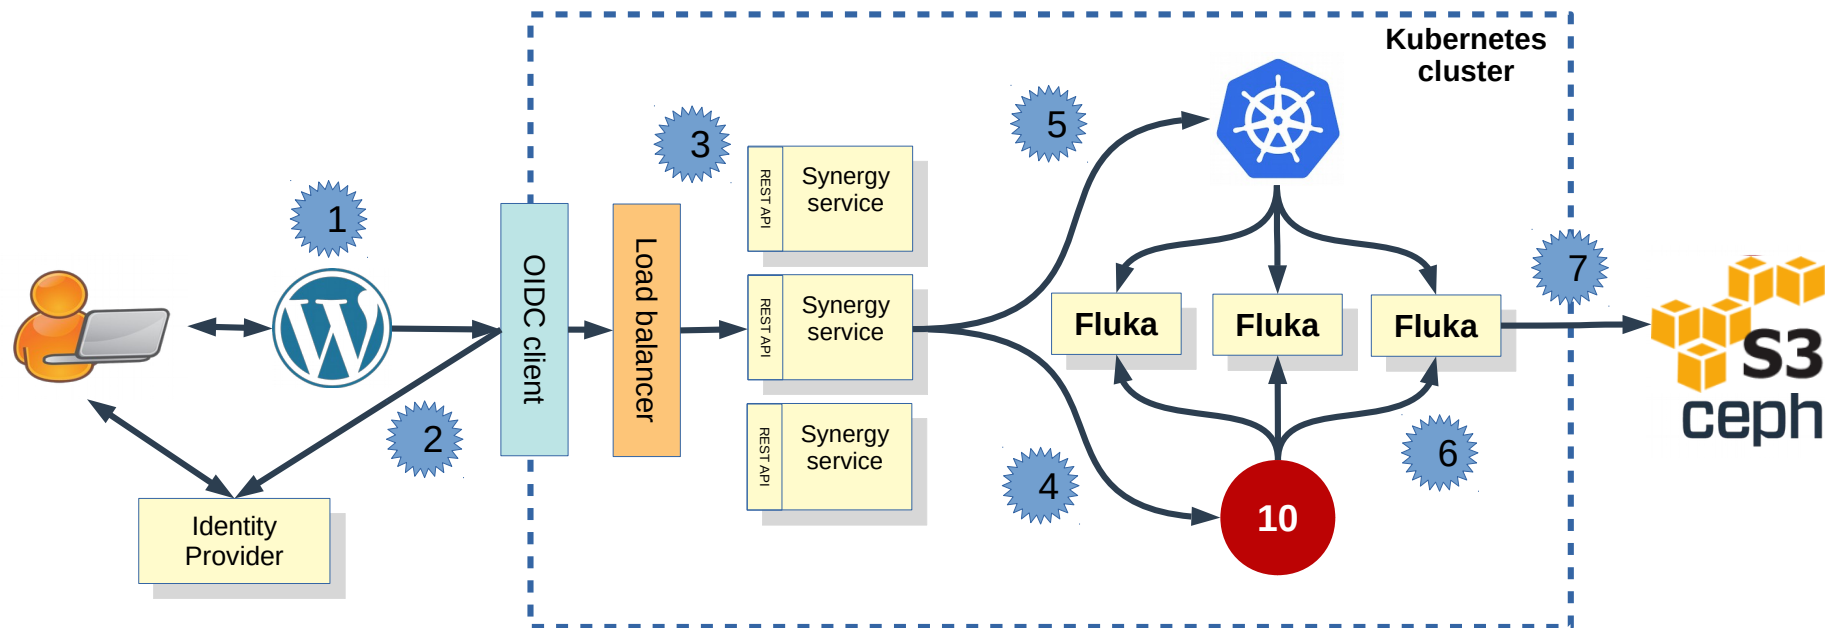 Kubernetes
cluster
5
3
REST API
Synergy
service
1
W
OIDC client
Load balancer
7
REST API
Synergy
service
Fluka
Fluka
Fluka
S3
ceph
2
REST API
Synergy
service
6
4
10
Identity
Provider